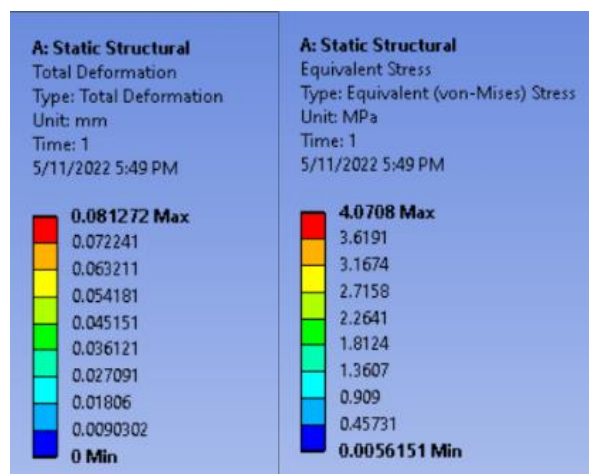 A: Static Structural
Total Deformation
Type: Total Deformation
Unit: mm
Time: 1
5/11/2022 5:49 PM
0.081272 Max
0.072241
0.063211
0.054181
0.045151
0.036121
0.027091
0.01806
0.0090302
0 Min
A: Static Structural
Equivalent Stress
Type: Equivalent (von-Mises) Stress
Unit: MPa
Time: 1
5/11/2022 5:49 PM
4.0708 Max
3.6191
3.1674
2.7158
2.2641
1.8124
1.3607
0.909
0.45731
0.0056151 Min